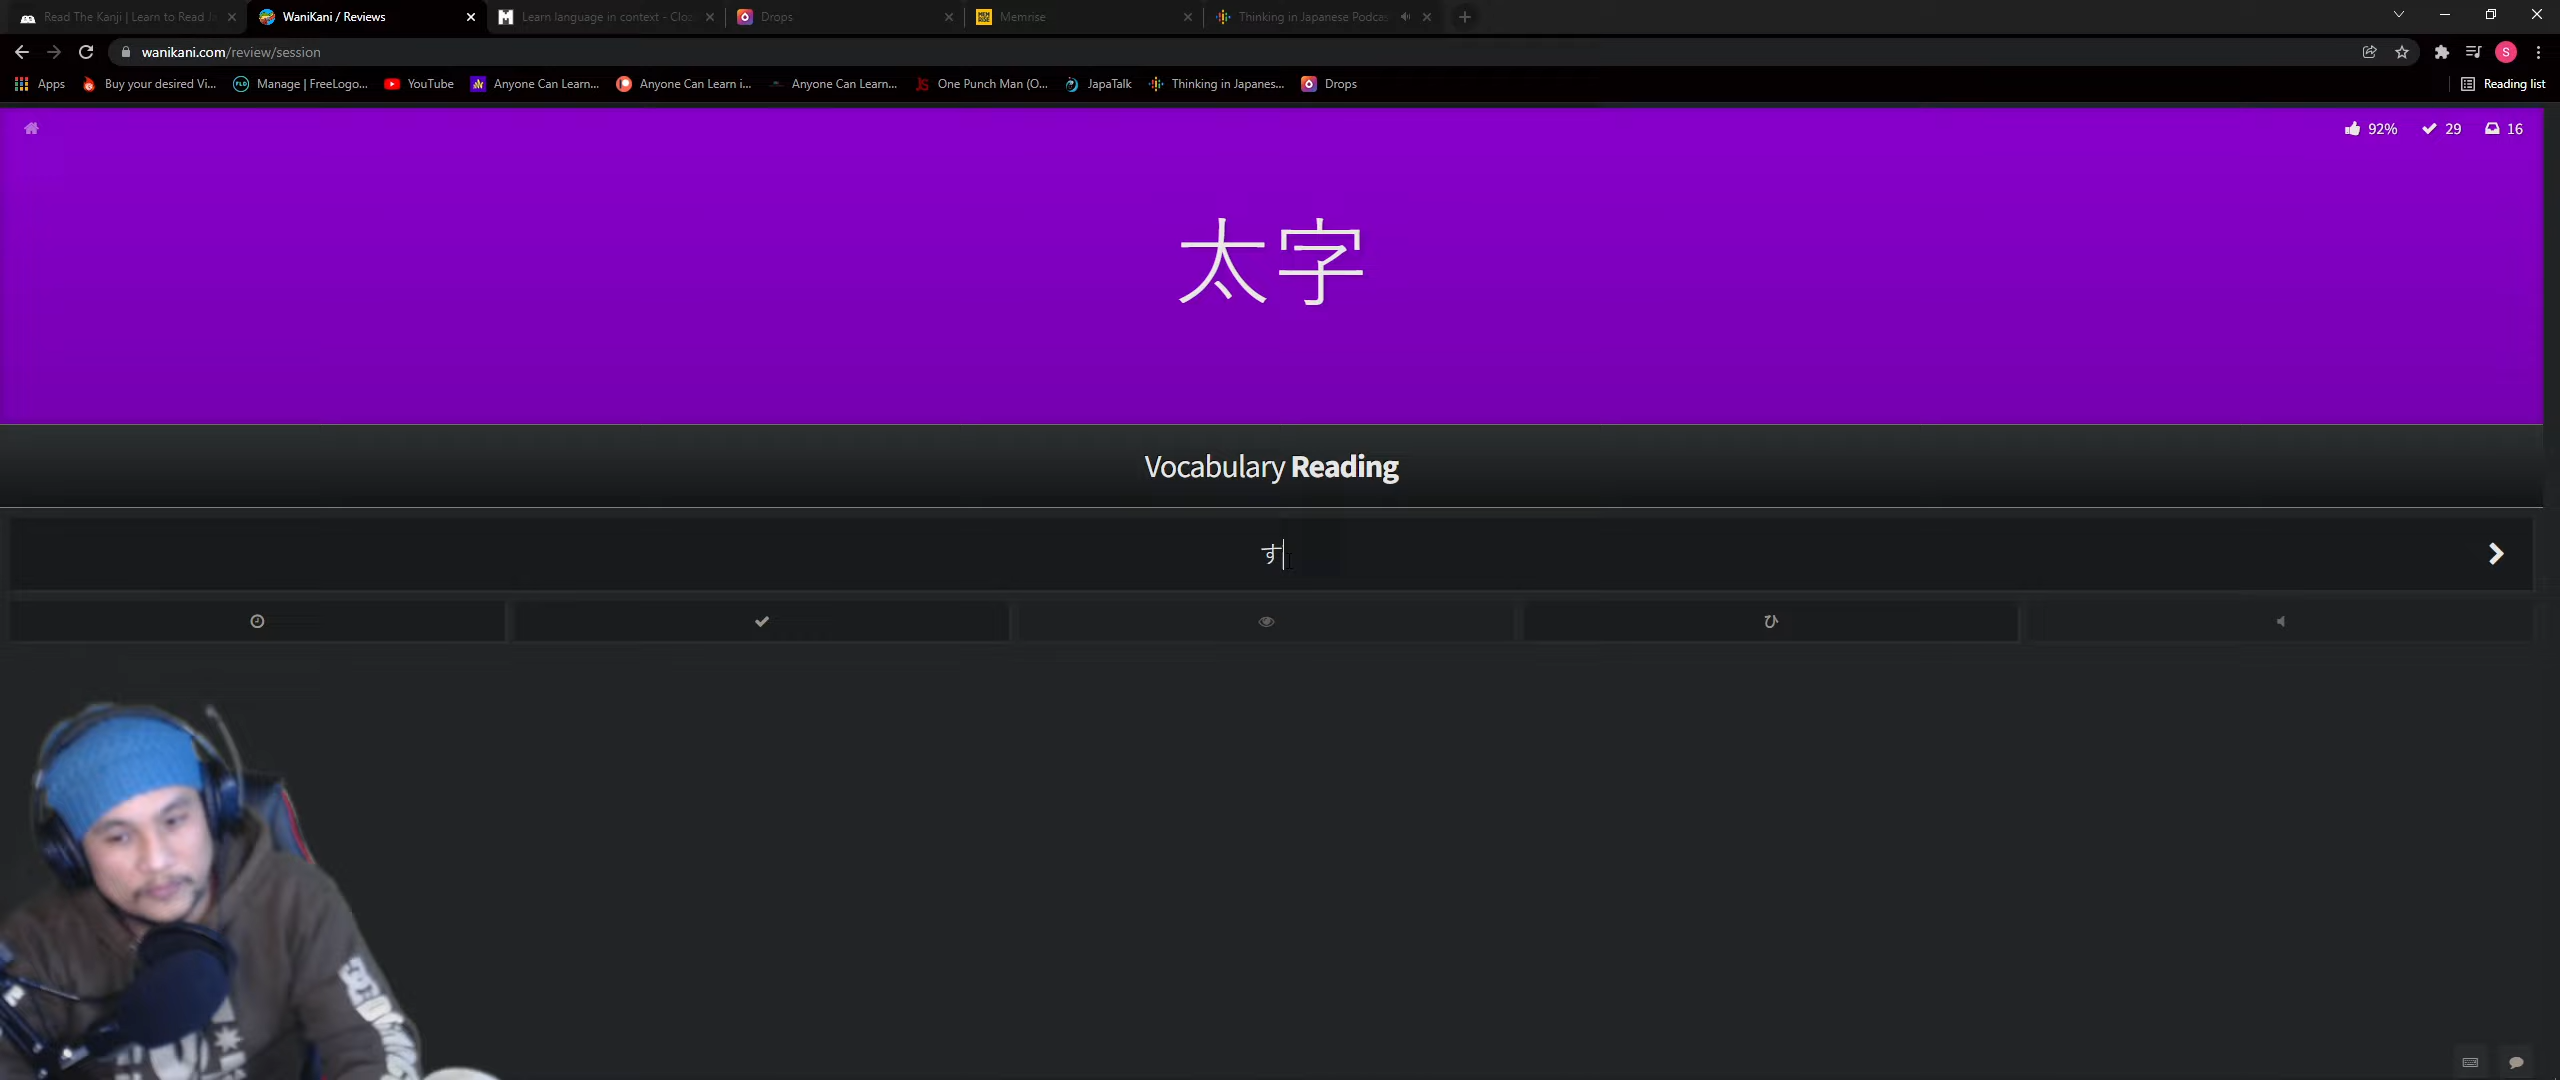 Read The Kanji | Learn to Read Ja
WaniKani / Reviews
Learn language in context - Cloz
Drops
Memrise
Thinking in Japanese Podcas
wanikani.com/review/session
Apps
Buy your desired Vi...
Manage | FreeLogo...
YouTube
Anyone Can Learn...
Anyone Can Learn i...
Anyone Can Learn...
One Punch Man (O...
JapaTalk
Thinking in Japanes...
Drops
Reading list
92%
29
16
太字
Vocabulary Reading
す
ひ